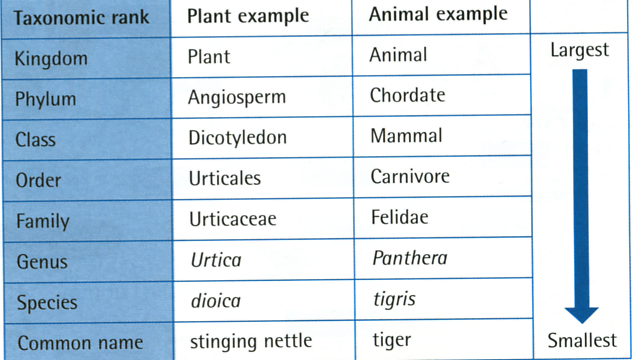 Taxonomic rank Plant example Animal example
Kingdom Plant Animal Largest
Phylum Angiosperm Chordate
Class Dicotyledon Mammal
Order Urticales Carnivore
Family Urticaceae Felidae
Genus Urtica Panthera
Species dioica tigris
Common name stinging nettle tiger Smallest